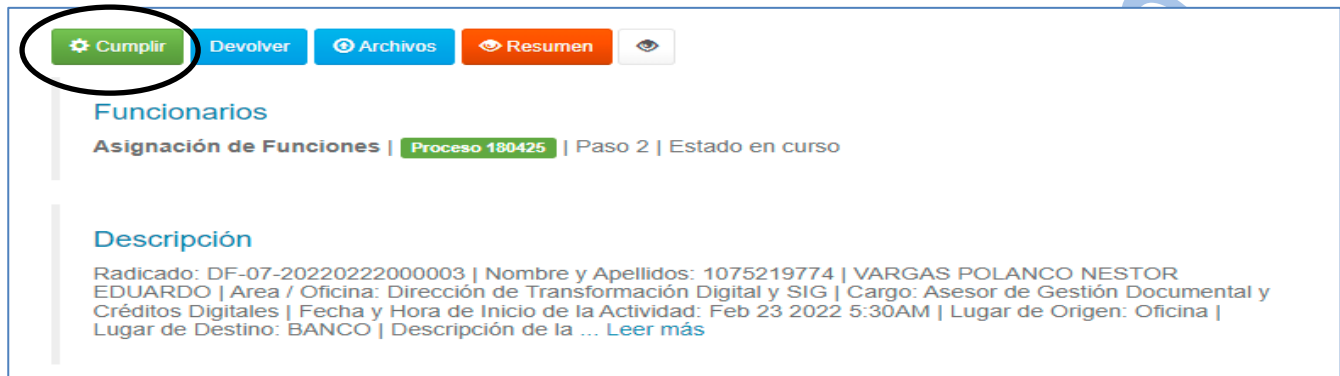 Cumplir Devolver Archivos Resumen
Funcionarios
Asignación de Funciones | Proceso 180425 | Paso 2 | Estado en curso
Descripción
Radicado: DF-07-20220222000003 | Nombre y Apellidos: 1075219774 | VARGAS POLANCO NESTOR
EDUARDO | Area / Oficina: Dirección de Transformación Digital y SIG | Cargo: Asesor de Gestión Documental y
Créditos Digitales | Fecha y Hora de Inicio de la Actividad: Feb 23 2022 5:30AM | Lugar de Origen: Oficina |
Lugar de Destino: BANCO | Descripción de la ... Leer más